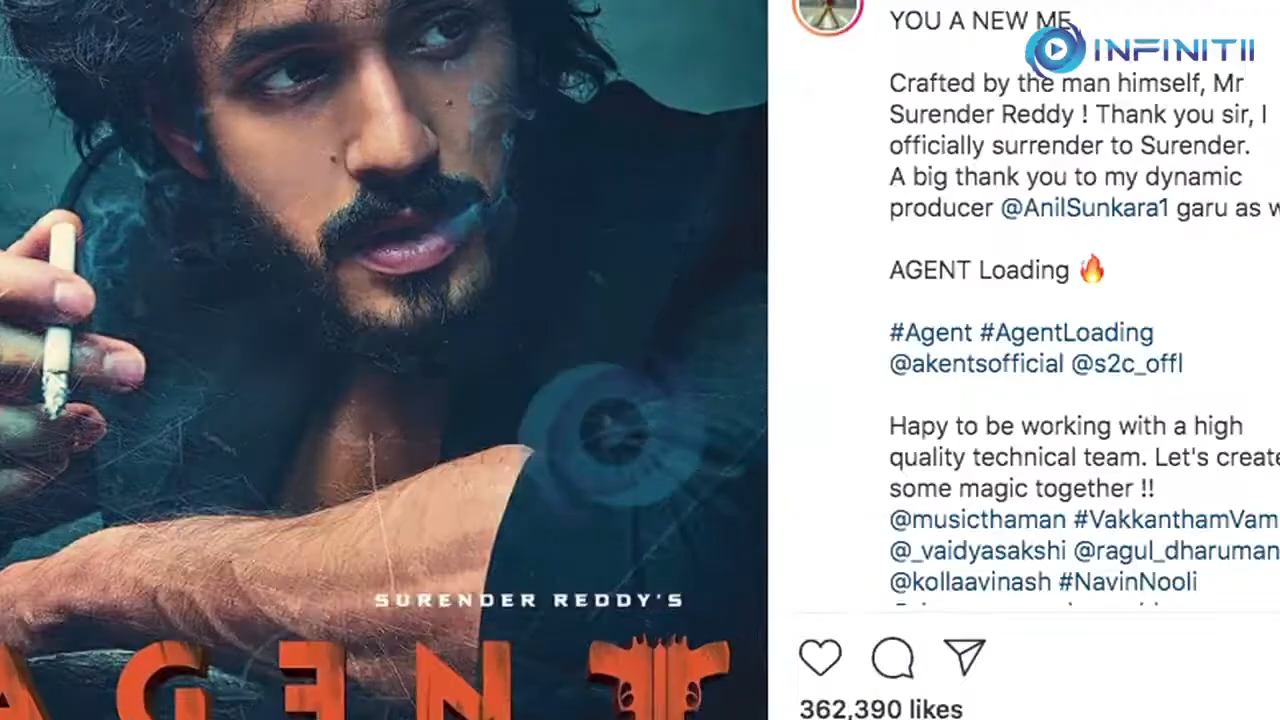 YOU A NEW ME
INFINITII
Crafted by the man himself, Mr
Surender Reddy ! Thank you sir, I
officially surrender to Surender.
A big thank you to my dynamic
producer @AnilSunkara1 garu as w
AGENT Loading 🔥
#Agent #AgentLoading
@akentsofficial @s2c_offl
Hapy to be working with a high
quality technical team. Let's create
some magic together !!
@musicthaman #VakkanthamVam
@_vaidyasakshi @ragul_dharuman
@kollaavinash #NavinNooli
362,390 likes
SURENDER REDDY'S
AGENT